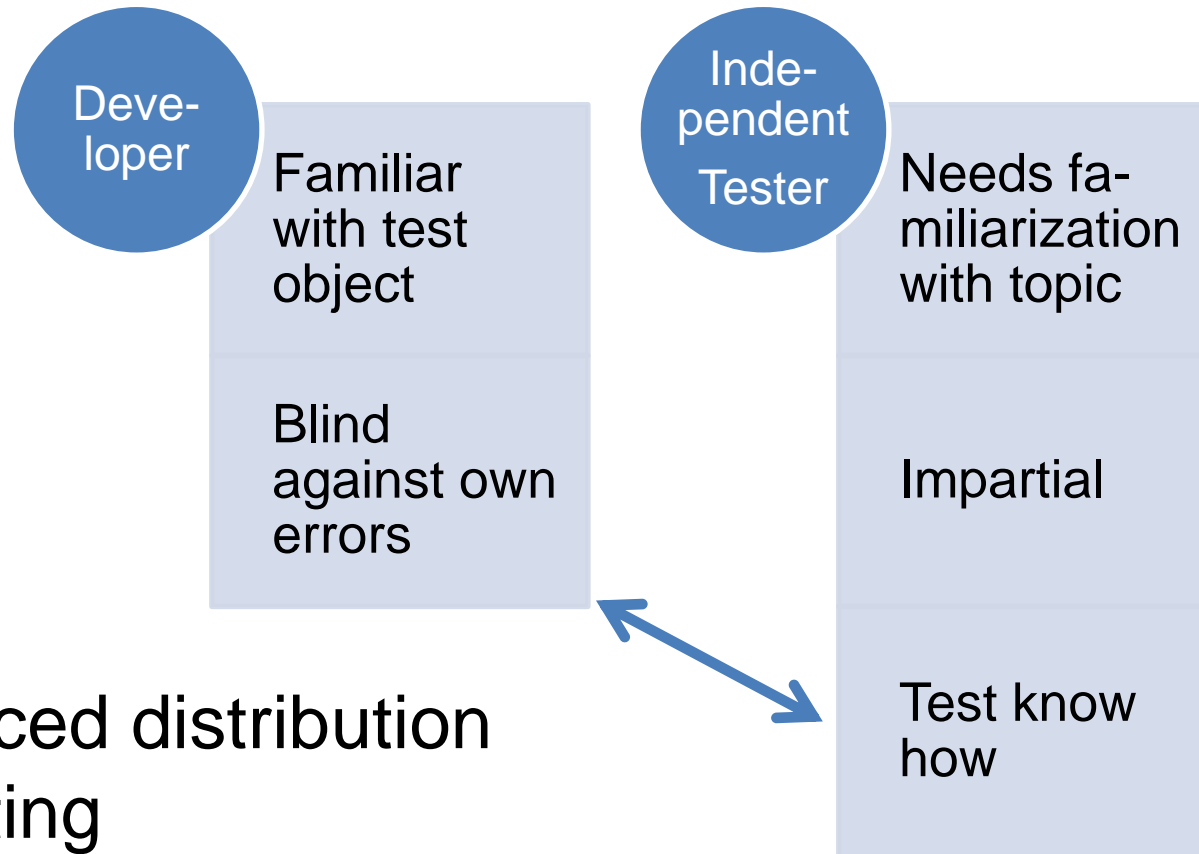 Deve-
loper
Familiar
with test
object
Blind
against own
errors
Inde-
pendent
Tester
Needs fa-
miliarization
with topic
Impartial
Test know
how
ced distribution
ting